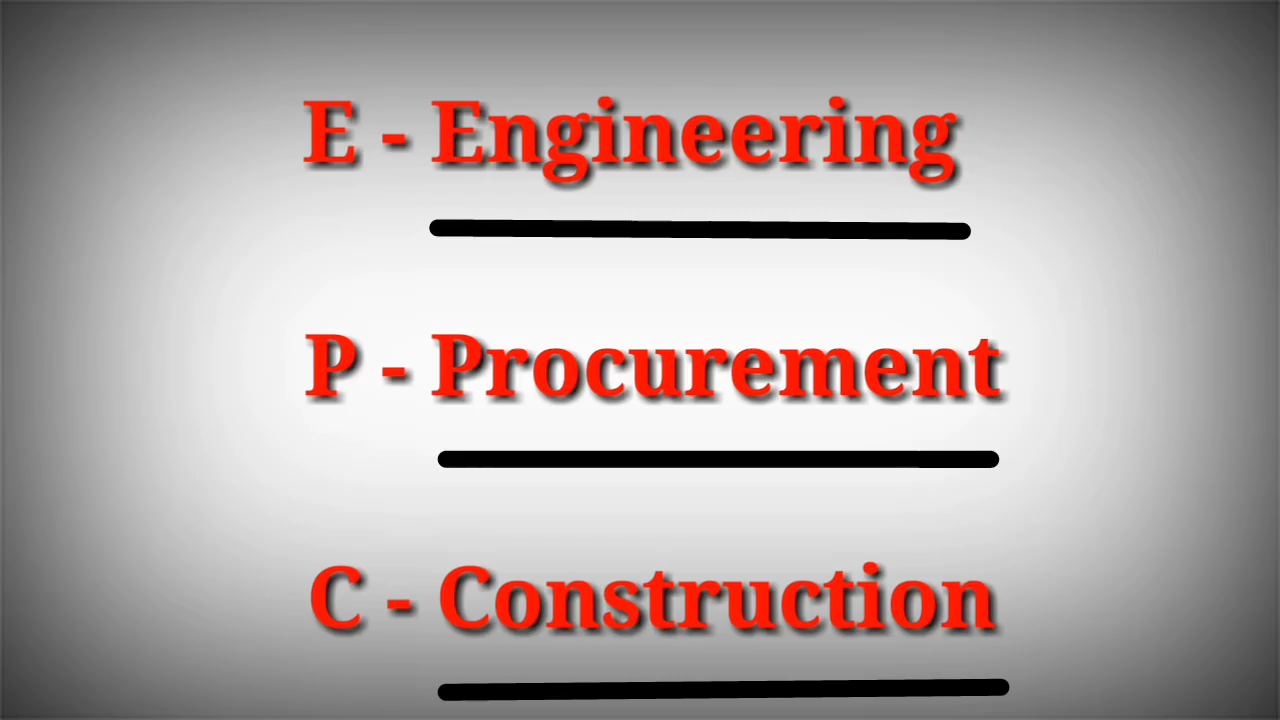 E - Engineering
P - Procurement
C - Construction